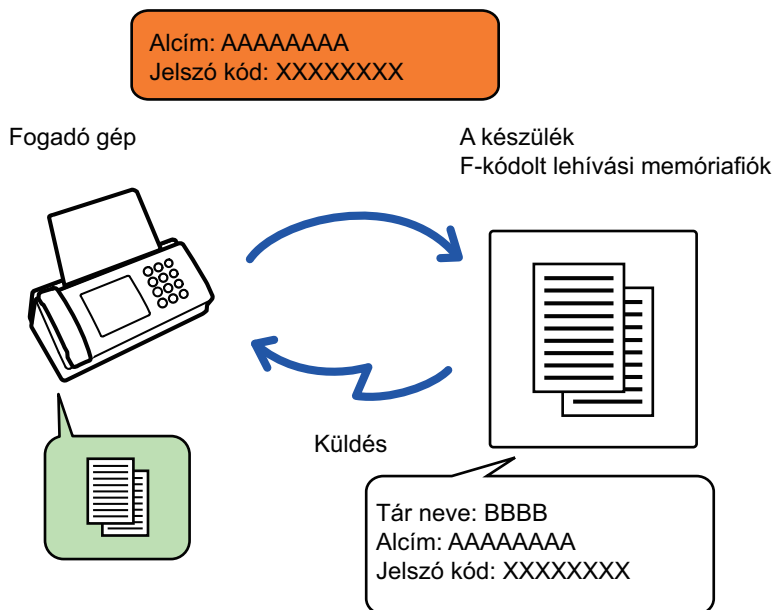 Alcím: AAAAAAAA
Jelszó kód: XXXXXXXX
Fogadó gép
A készülék
F-kódolt lehívási memóriafiók
Küldés
Tár neve: BBBB
Alcím: AAAAAAAA
Jelszó kód: XXXXXXXX